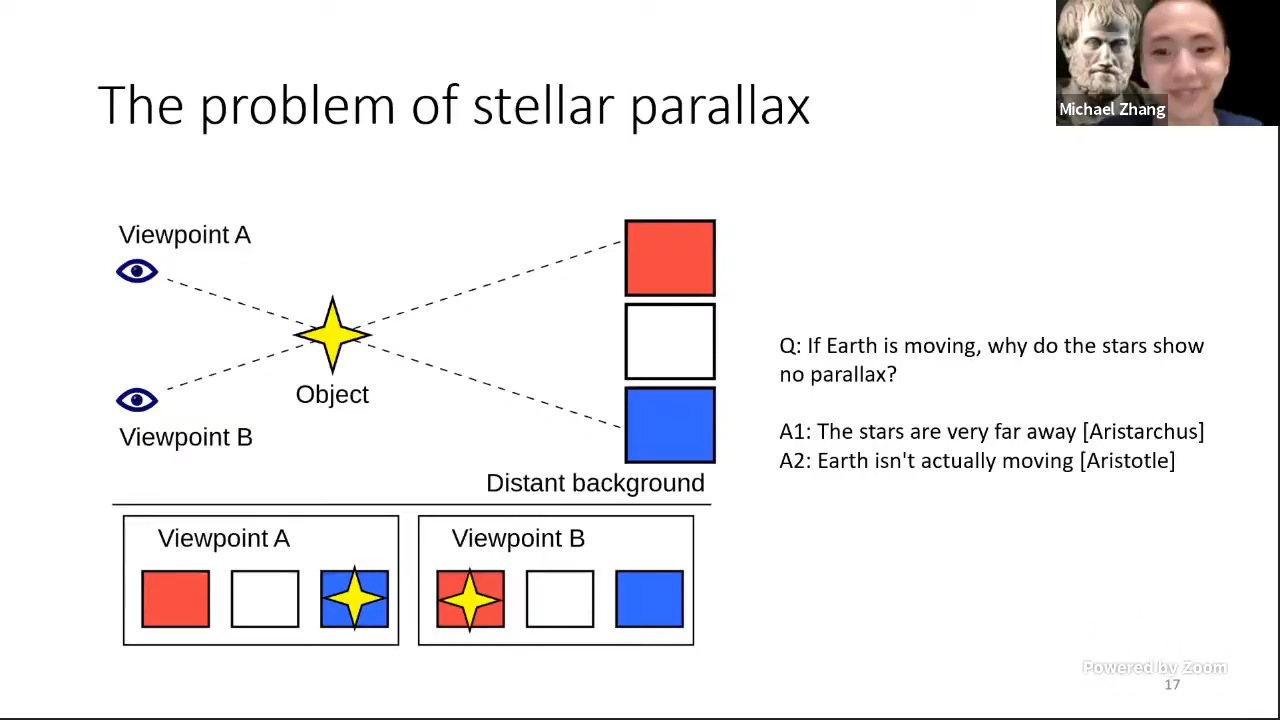 The problem of stellar parallax
Michael Zhang
Viewpoint A
Object
Viewpoint B
Distant background
Viewpoint A
Viewpoint B
Q: If Earth is moving, why do the stars show
no parallax?
A1: The stars are very far away [Aristarchus]
A2: Earth isn't actually moving [Aristotle]
Powered by Zoom
17